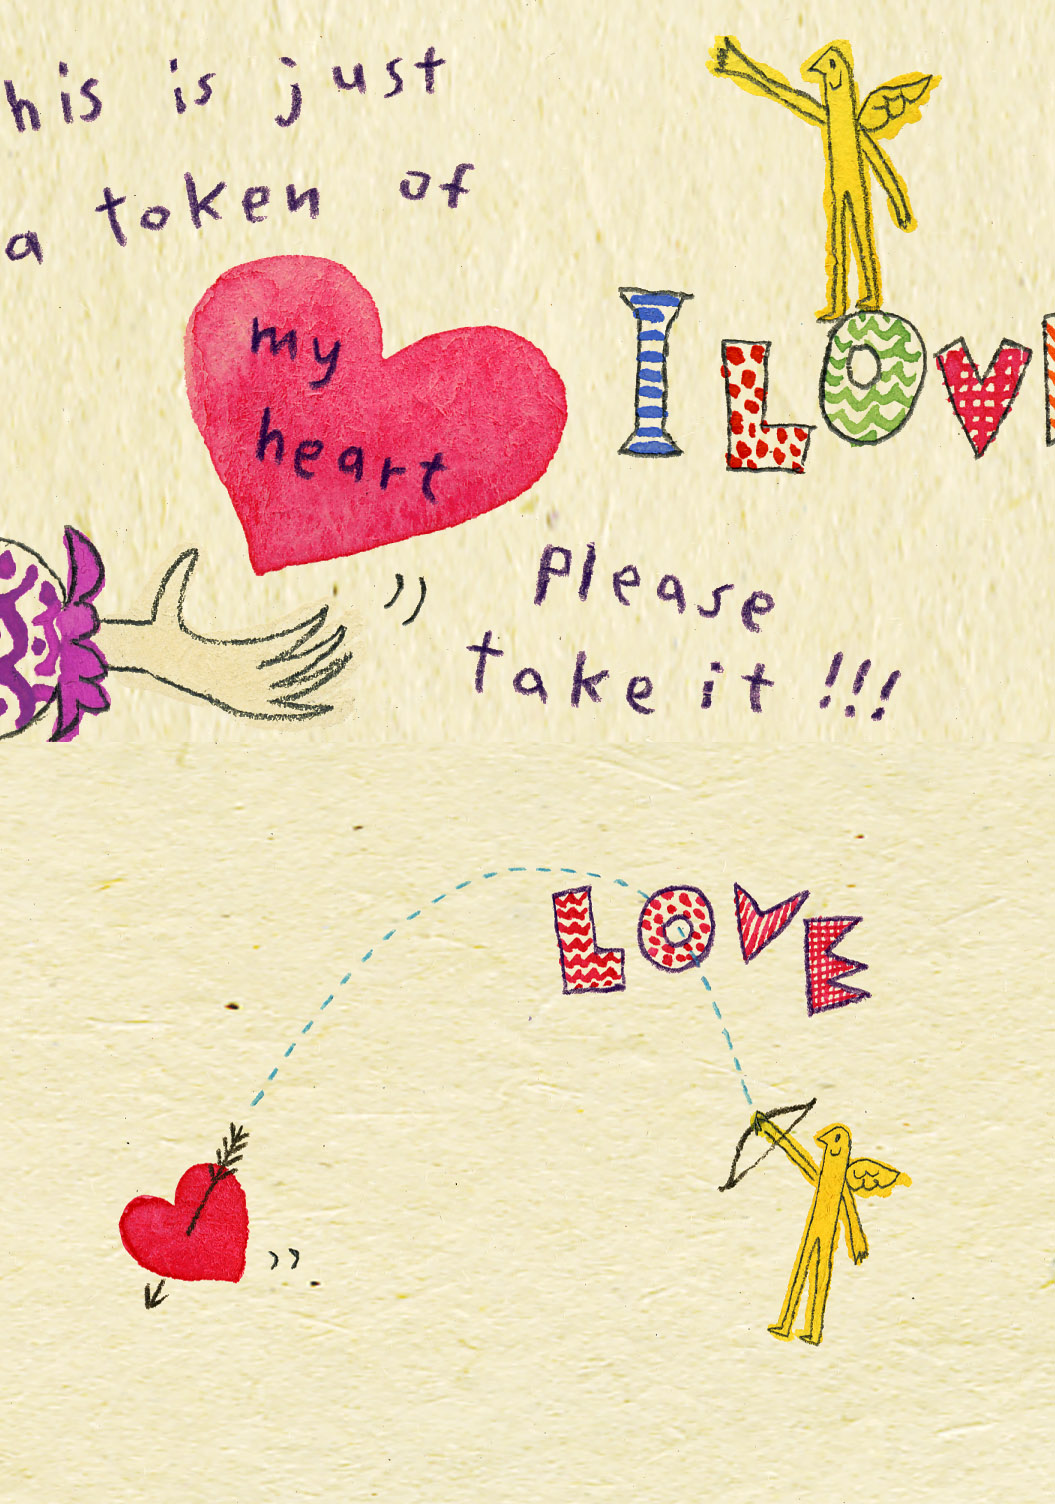 his is just
a token of
my
heart
I LOV
please
take it !!!
LOVE